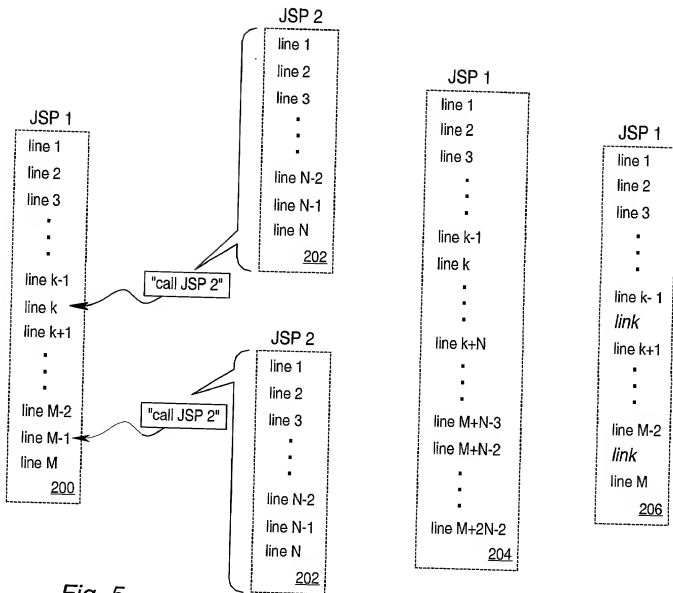 JSP 1
line 1
line 2
line 3
line k-1
line k
line k+1
line M-2
line M-1
line M
200
JSP 2
line 1
line 2
line 3
line N-2
line N-1
line N
202
"call JSP 2"
"call JSP 2"
JSP 2
line 1
line 2
line 3
line N-2
line N-1
line N
202
JSP 1
line 1
line 2
line 3
line k-1
line k
line k+N
line M+N-3
line M+N-2
line M+2N-2
204
JSP 1
line 1
line 2
line 3
line k- 1
link
line k+1
line M-2
link
line M
206
Fig. 5